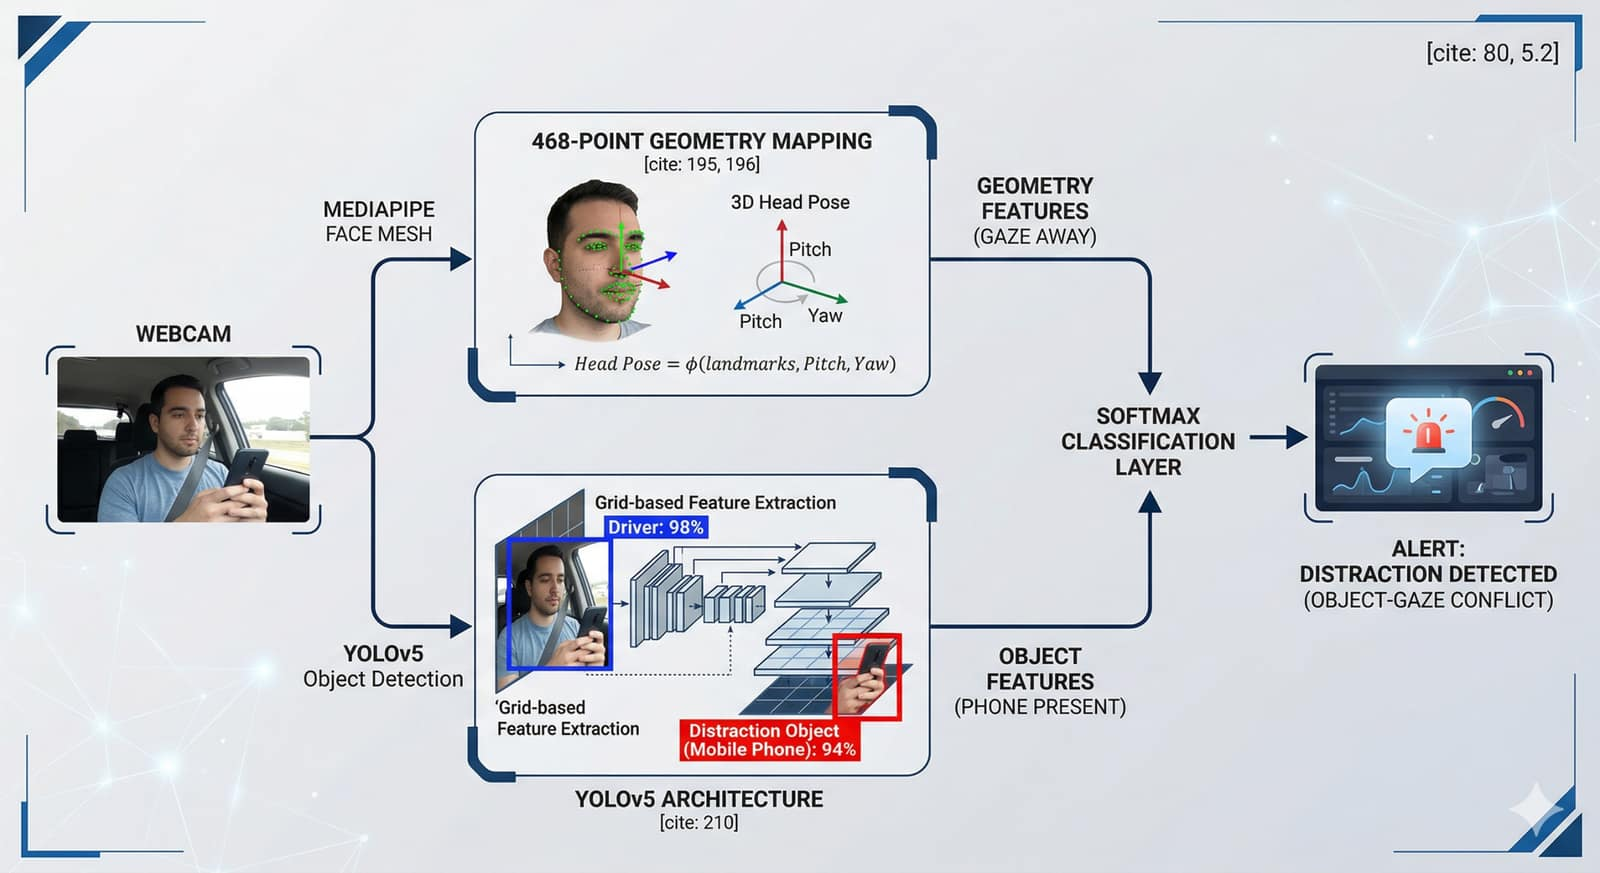 [cite: 80, 5.2]
468-POINT GEOMETRY MAPPING
[cite: 195, 196]
3D Head Pose
Pitch
Pitch
Yaw
Head Pose = ϕ(landmarks, Pitch, Yaw)
MEDIAPIPE
FACE MESH
GEOMETRY
FEATURES
(GAZE AWAY)
WEBCAM
SOFTMAX
CLASSIFICATION
LAYER
Grid-based Feature Extraction
Driver: 98%
YOLOv5
Object Detection
'Grid-based
Feature Extraction
Distraction Object
(Mobile Phone): 94%
YOLOv5 ARCHITECTURE
[cite: 210]
OBJECT
FEATURES
(PHONE PRESENT)
ALERT:
DISTRACTION DETECTED
(OBJECT-GAZE CONFLICT)